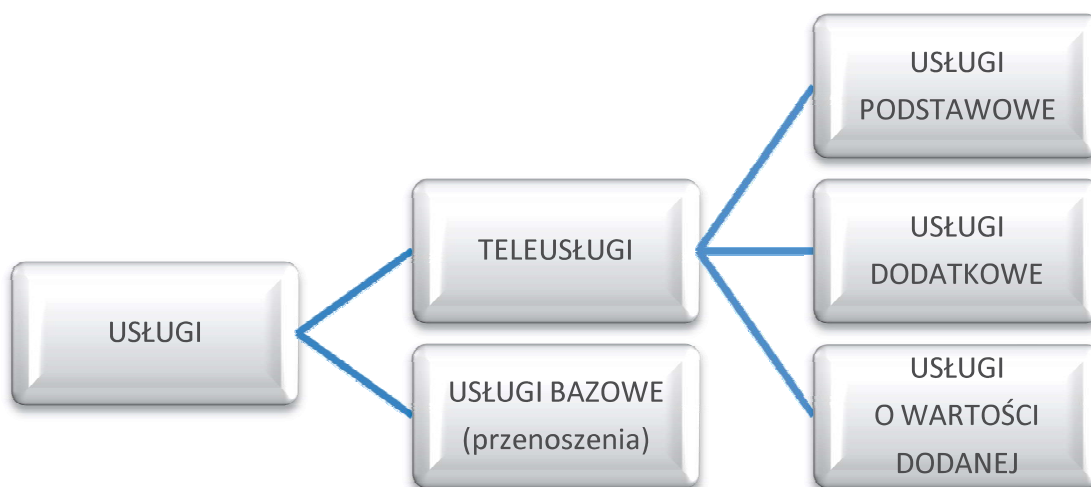 USŁUGI
TELEUSŁUGI
USŁUGI BAZOWE
(przenoszenia)
USŁUGI
PODSTAWOWE
USŁUGI
DODATKOWE
USŁUGI
O WARTOŚCI
DODANEJ